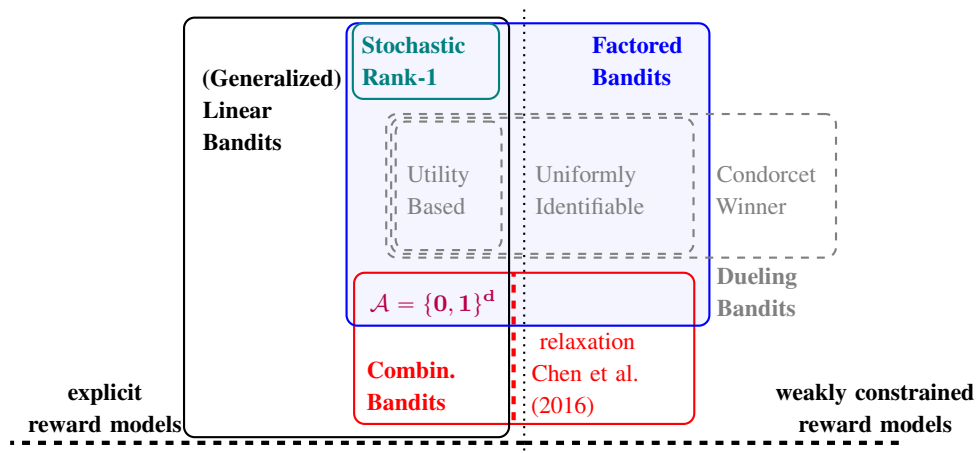 Stochastic
Rank-1
Factored
Bandits
(Generalized)
Linear
Bandits
Utility
Based
Uniformly
Identifiable
Condorcet
Winner
Dueling
Bandits
𝒜 = {0, 1}ᵈ
relaxation
Chen et al.
(2016)
Combin.
Bandits
explicit
reward models
weakly constrained
reward models